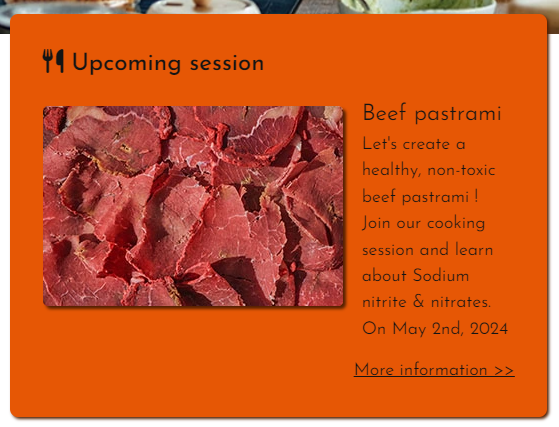 Upcoming session
Beef pastrami
Let's create a
healthy, non-toxic
beef pastrami !
Join our cooking
session and learn
about Sodium
nitrite & nitrates.
On May 2nd, 2024
More information >>